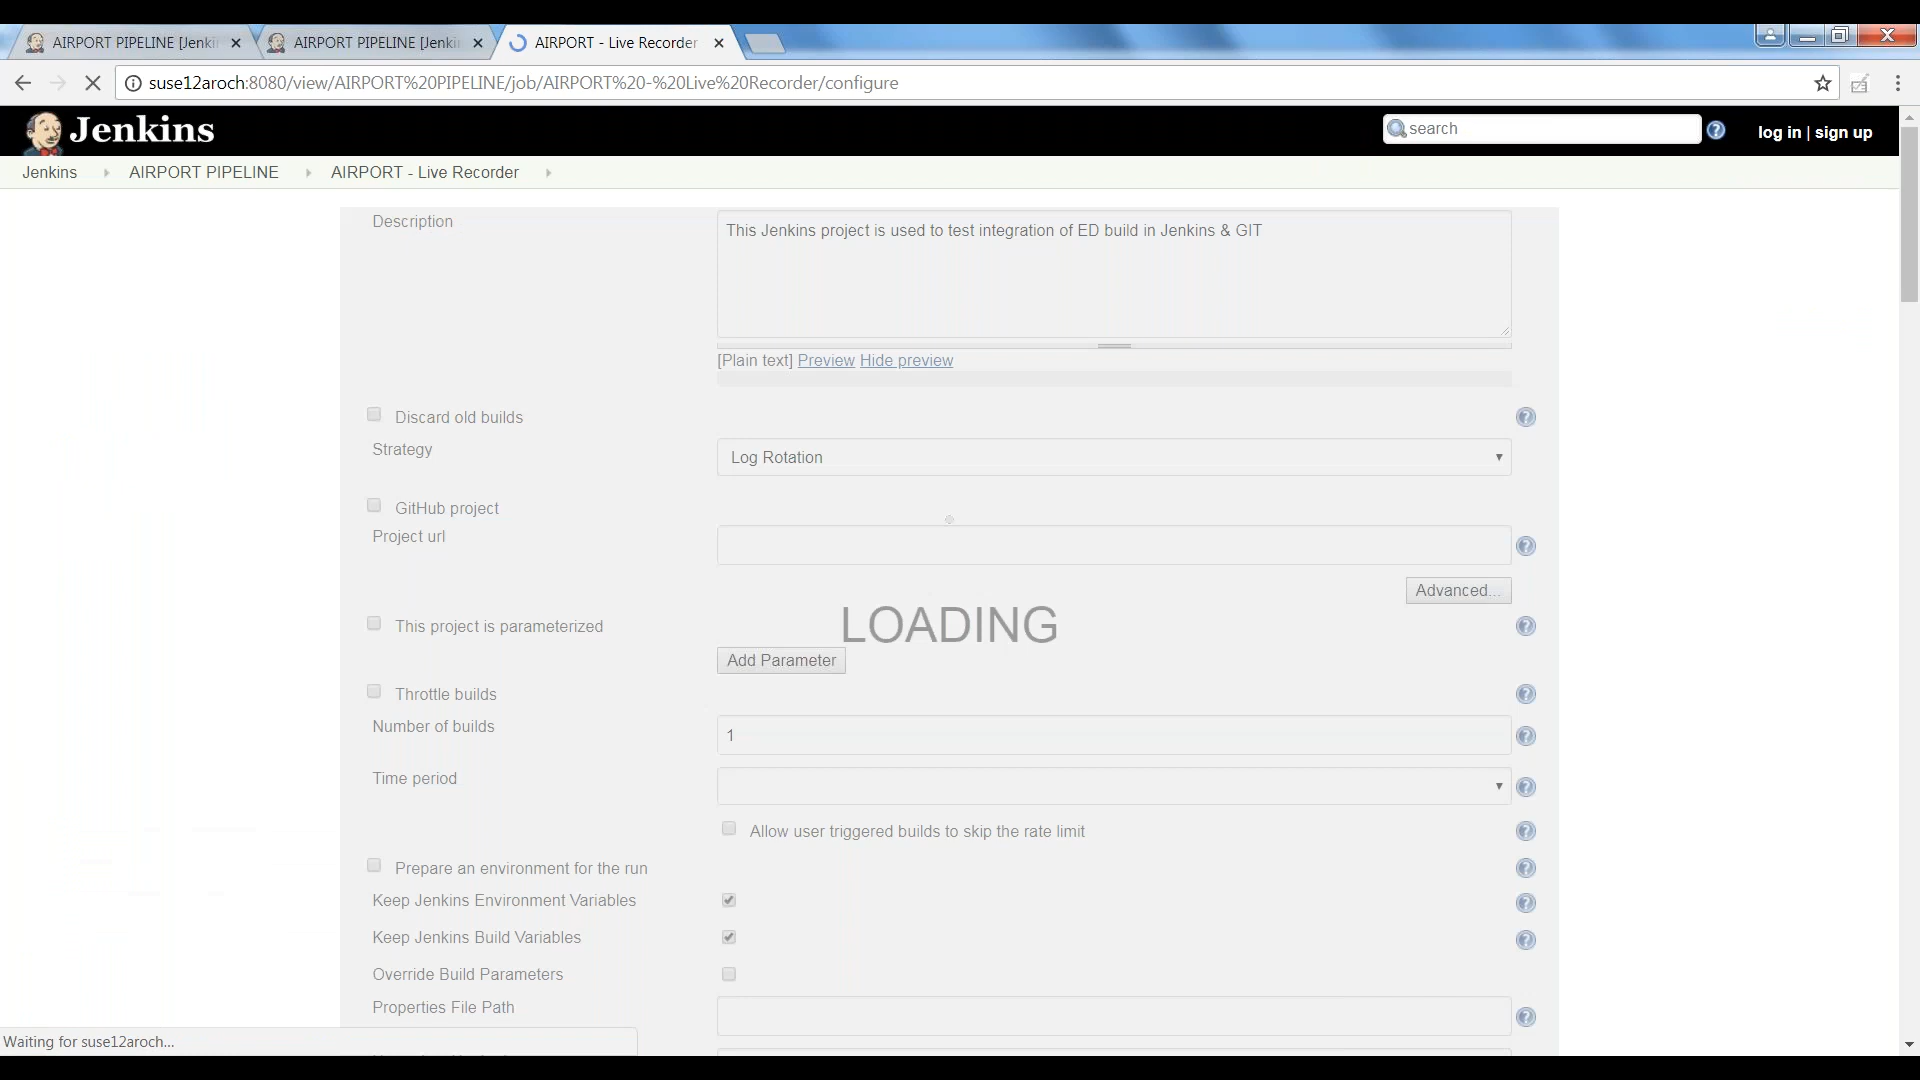 AIRPORT PIPELINE [Jenki
AIRPORT PIPELINE [Jenki
AIRPORT - Live Recorder
suse12aroch:8080/view/AIRPORT%20PIPELINE/job/AIRPORT%20-%20Live%20Recorder/configure
Jenkins
search
log in | sign up
Jenkins
AIRPORT PIPELINE
AIRPORT - Live Recorder
Description
This Jenkins project is used to test integration of ED build in Jenkins & GIT
[Plain text] Preview Hide preview
Discard old builds
Strategy
Log Rotation
GitHub project
Project url
Advanced...
This project is parameterized
LOADING
Add Parameter
Throttle builds
Number of builds
1
Time period
Allow user triggered builds to skip the rate limit
Prepare an environment for the run
Keep Jenkins Environment Variables
Keep Jenkins Build Variables
Override Build Parameters
Properties File Path
Waiting for suse12aroch...